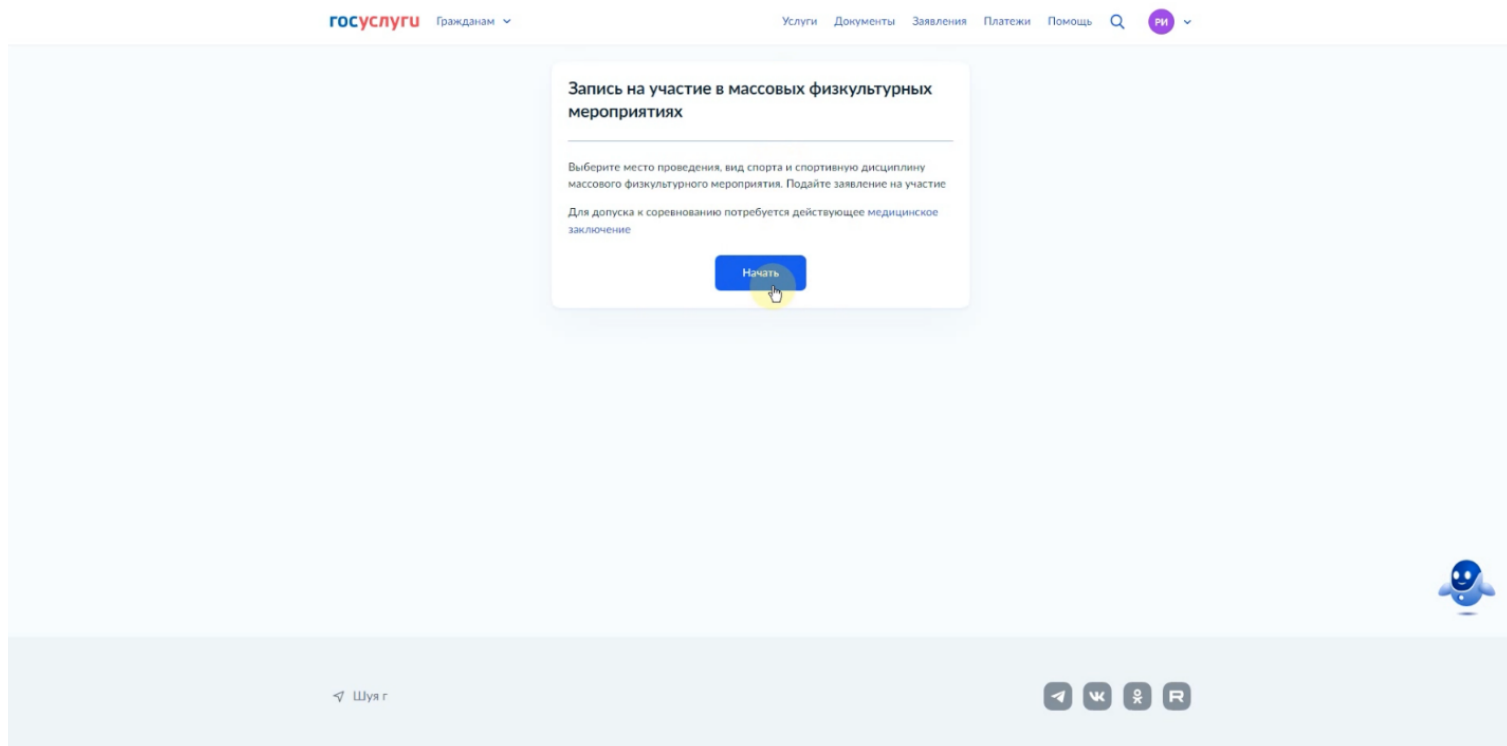 госуслуги Гражданам Услуги Документы Заявления Платежи Помощь РИ
Запись на участие в массовых физкультурных
мероприятиях
Выберите место проведения, вид спорта и спортивную дисциплину
массового физкультурного мероприятия. Подайте заявление на участие
Для допуска к соревнованию потребуется действующее медицинское
заключение
Начать
Шуя г